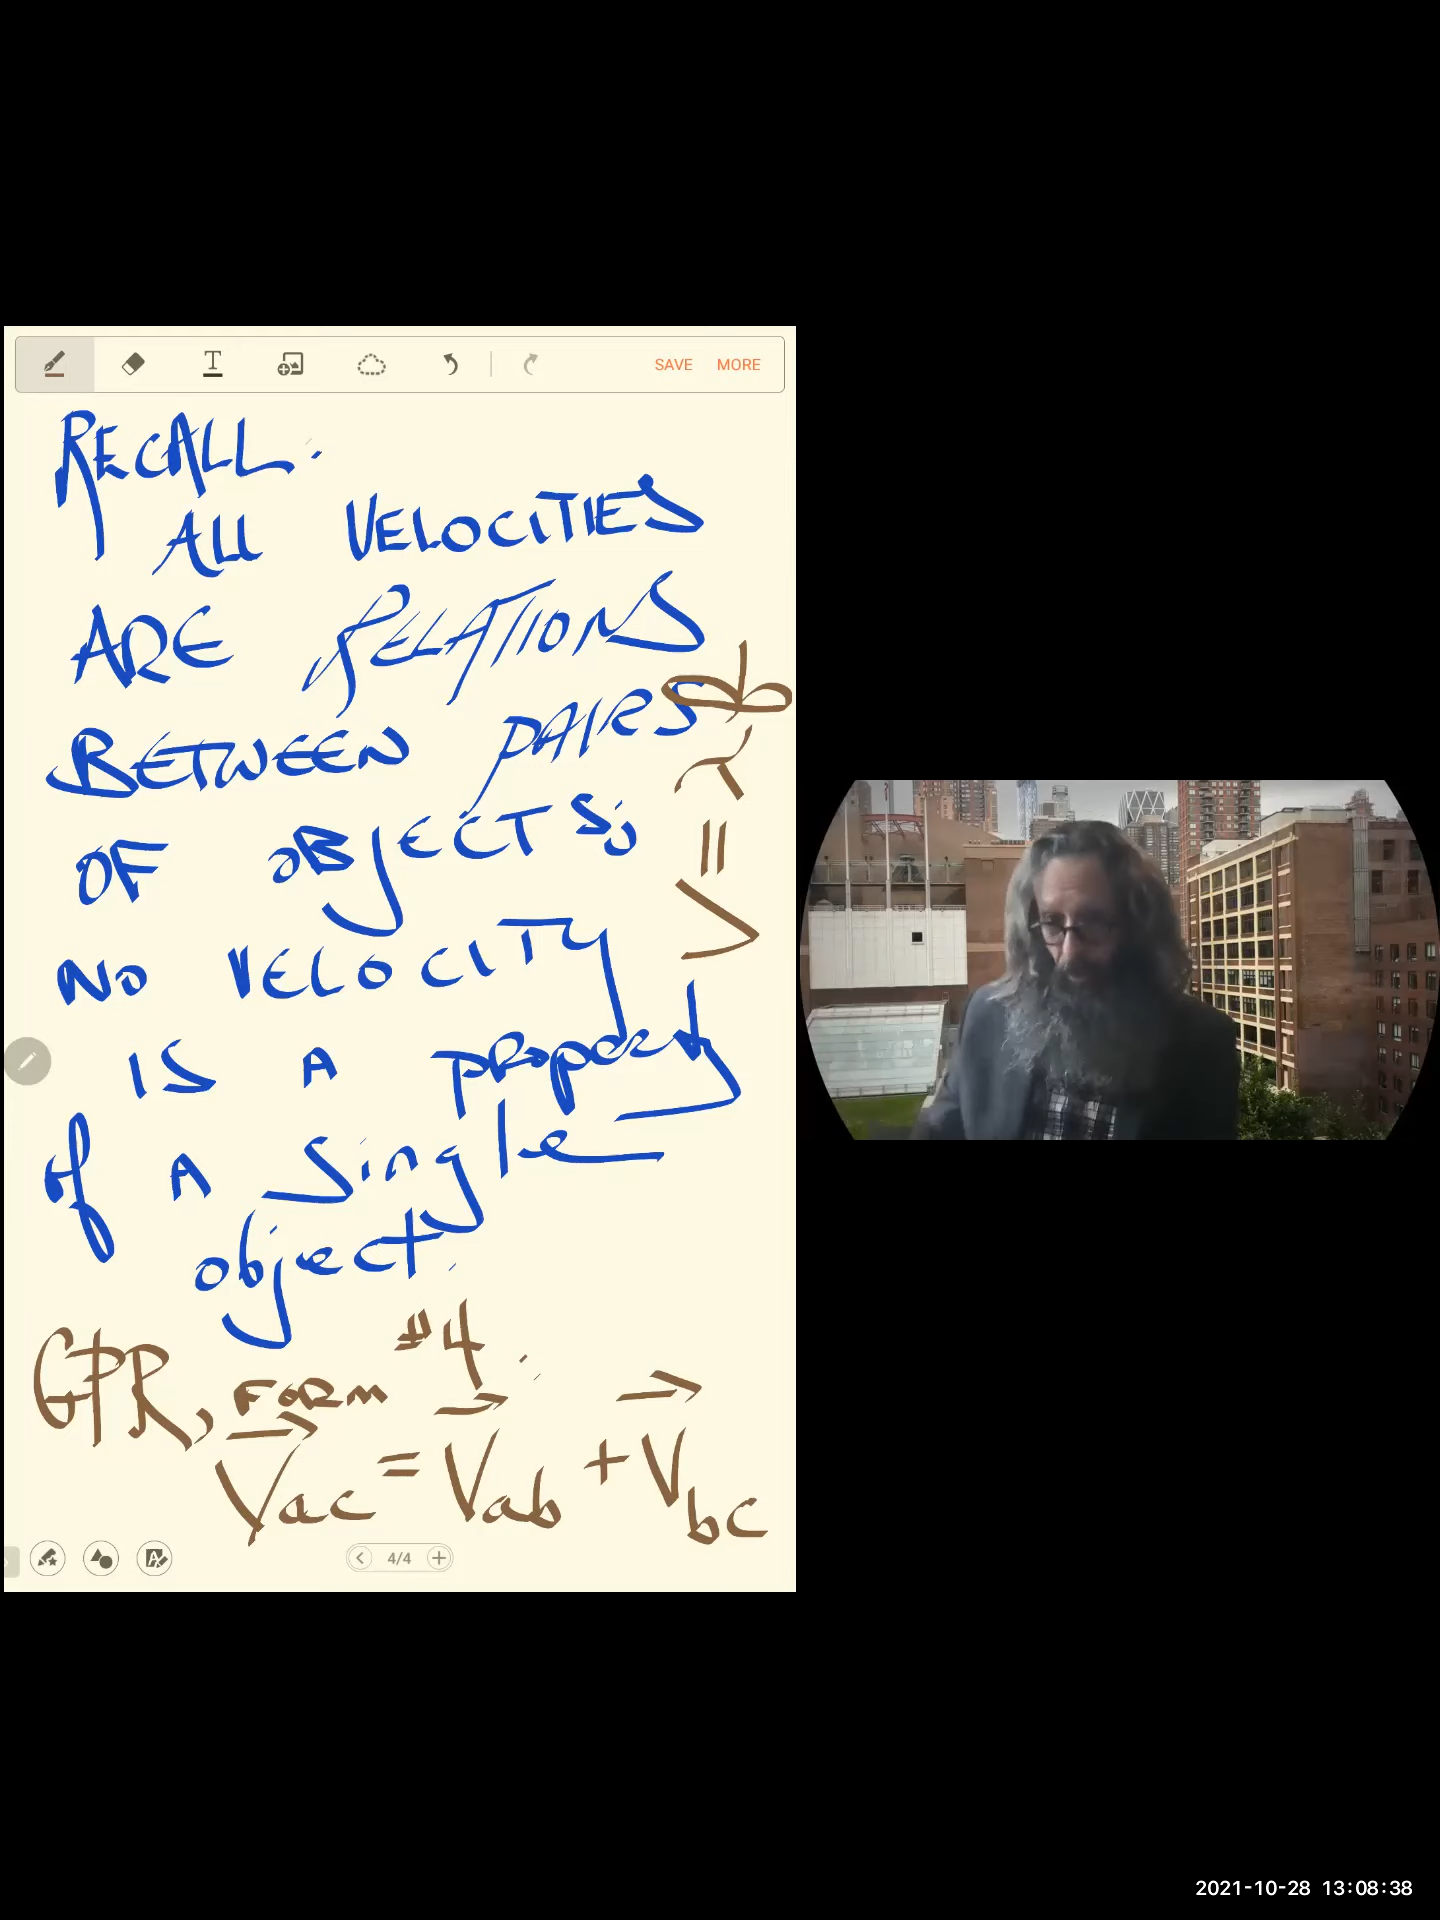 SAVE MORE
RECALL:
ALL VELOCITIES
ARE RELATIONS
BETWEEN PAIRS
OF OBJECTS;
NO VELOCITY
IS A PROPERTY
of A Single
object.
GPR, FORM #4:
Vac = Vab + Vbc
4/4
2021-10-28 13:08:38